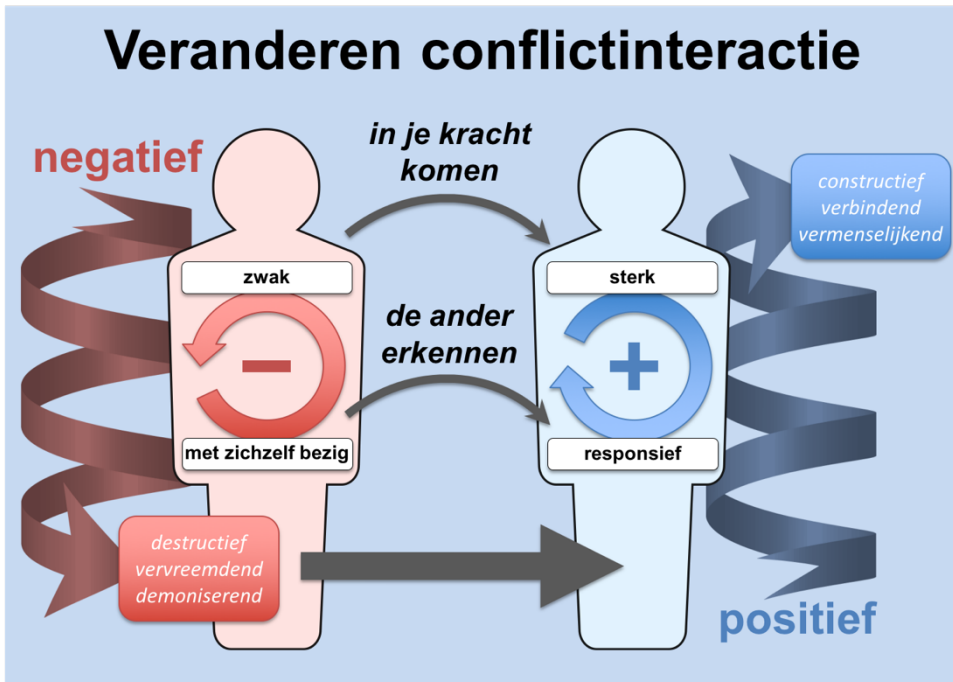 Veranderen conflictinteractie
negatief
in je kracht
komen
constructief
verbindend
vermenselijkend
zwak
sterk
de ander
erkennen
met zichzelf bezig
responsief
destructief
vervreemdend
demoniserend
positief